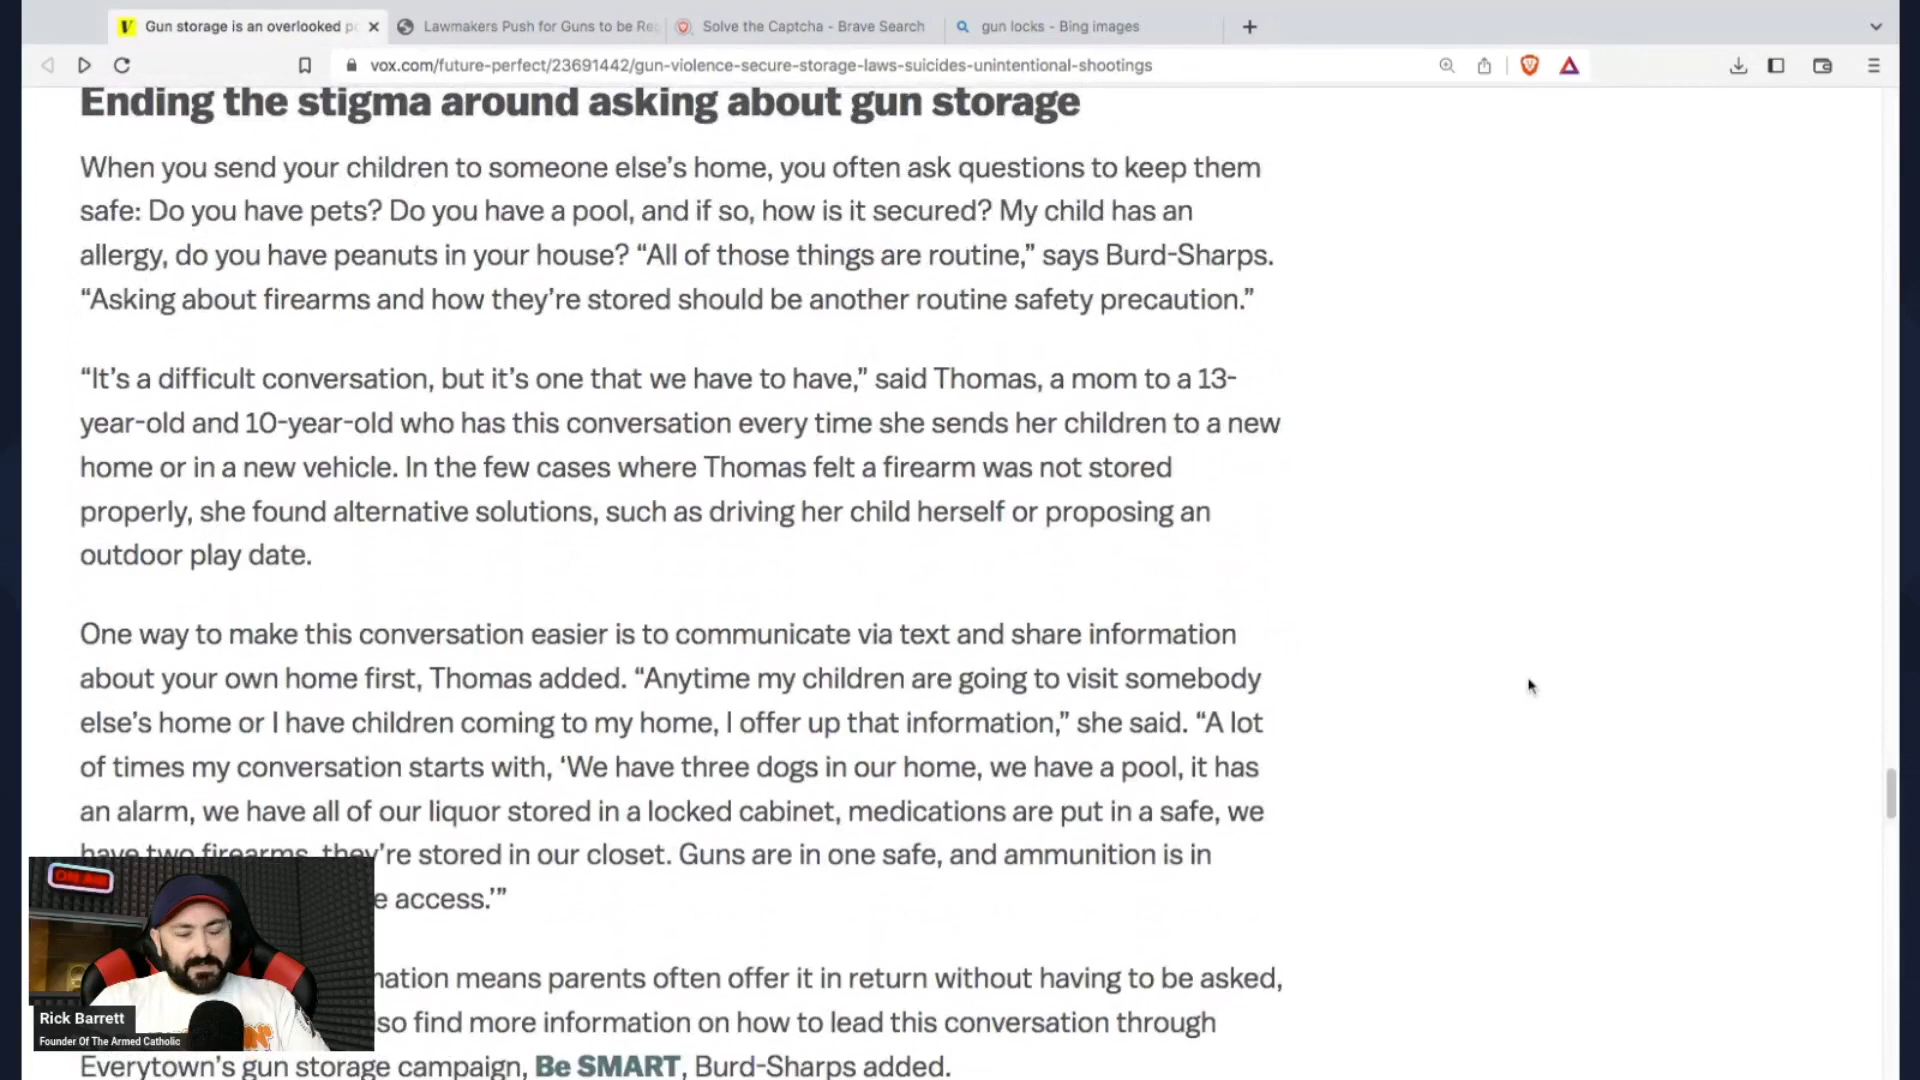 Gun storage is an overlooked p
Lawmakers Push for Guns to be Re
Solve the Captcha - Brave Search
gun locks - Bing images
vox.com/future-perfect/23691442/gun-violence-secure-storage-laws-suicides-unintentional-shootings
Ending the stigma around asking about gun storage
When you send your children to someone else’s home, you often ask questions to keep them
safe: Do you have pets? Do you have a pool, and if so, how is it secured? My child has an
allergy, do you have peanuts in your house? “All of those things are routine,” says Burd-Sharps.
“Asking about firearms and how they’re stored should be another routine safety precaution.”
“It’s a difficult conversation, but it’s one that we have to have,” said Thomas, a mom to a 13-
year-old and 10-year-old who has this conversation every time she sends her children to a new
home or in a new vehicle. In the few cases where Thomas felt a firearm was not stored
properly, she found alternative solutions, such as driving her child herself or proposing an
outdoor play date.
One way to make this conversation easier is to communicate via text and share information
about your own home first, Thomas added. “Anytime my children are going to visit somebody
else’s home or I have children coming to my home, I offer up that information,” she said. “A lot
of times my conversation starts with, ‘We have three dogs in our home, we have a pool, it has
an alarm, we have all of our liquor stored in a locked cabinet, medications are put in a safe, we
have two firearms, they’re stored in our closet. Guns are in one safe, and ammunition is in
e access.’”
mation means parents often offer it in return without having to be asked,
so find more information on how to lead this conversation through
Everytown’s gun storage campaign, Be SMART, Burd-Sharps added.
ON AIR
Rick Barrett
Founder Of The Armed Catholic